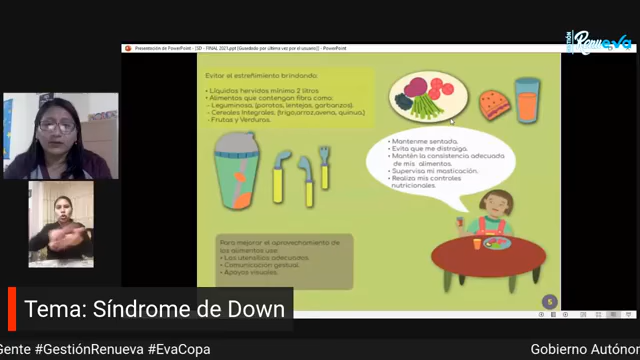 GESTIÓN
Renueva
Presentación de PowerPoint - [SD - FINAL 2021.ppt [Guardado por última vez por el usuario] - PowerPoint
Evitar el estreñimiento brindando:
• Líquidos hervidos mínimo 2 litros
• Alimentos que contengan fibra como:
- Leguminosa, (porotos, lentejas, garbanzos).
- Cereales Integrales, (trigo,arroz,avena, quinua,)
- Frutas y Verduras.
• Mantenme sentada.
• Evita que me distraiga.
• Mantén la consistencia adecuada
de mis alimentos.
• Supervisa mi masticación.
• Realiza mis controles
nutricionales.
Para mejorar el aprovechamiento de
los alimentos use:
• Los utensilios adecuados.
• Comunicación gestual.
• Apoyos visuales.
5
Tema: Síndrome de Down
Gente #GestiónRenueva #EvaCopa
Gobierno Autónom